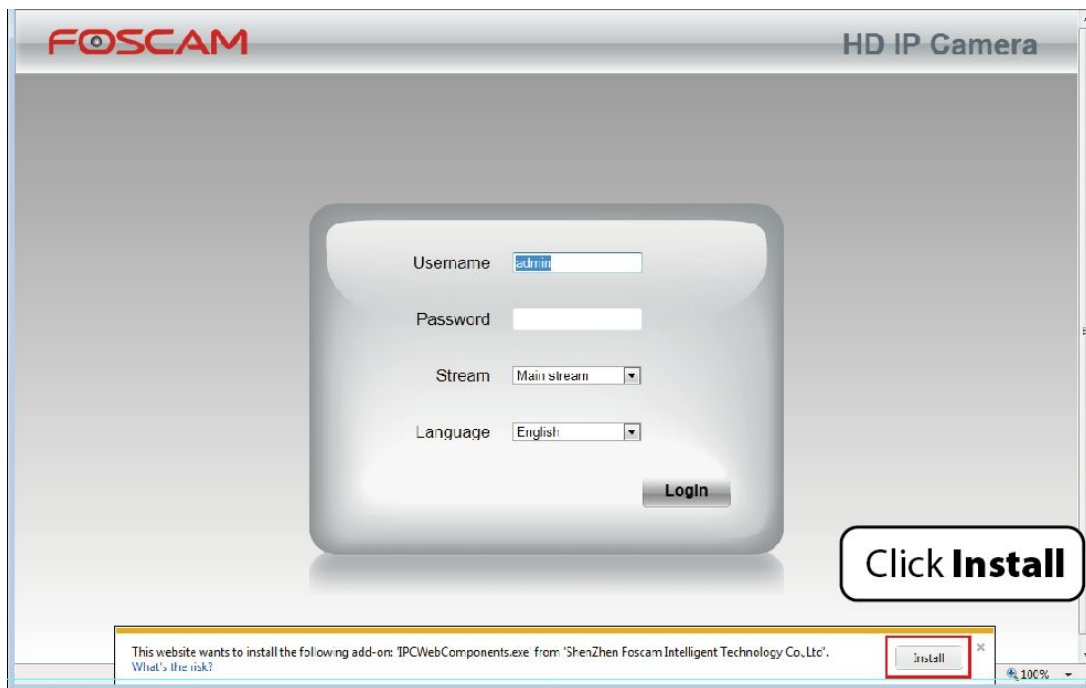 FOSCAM
HD IP Camera
Username admin
Password
Stream Main stream
Language English
Login
Click Install
This website wants to install the following add-on: 'IPCWebComponents.exe' from 'ShenZhen Foscam Intelligent Technology Co.,Ltd'.
What's the risk?
Install
100%